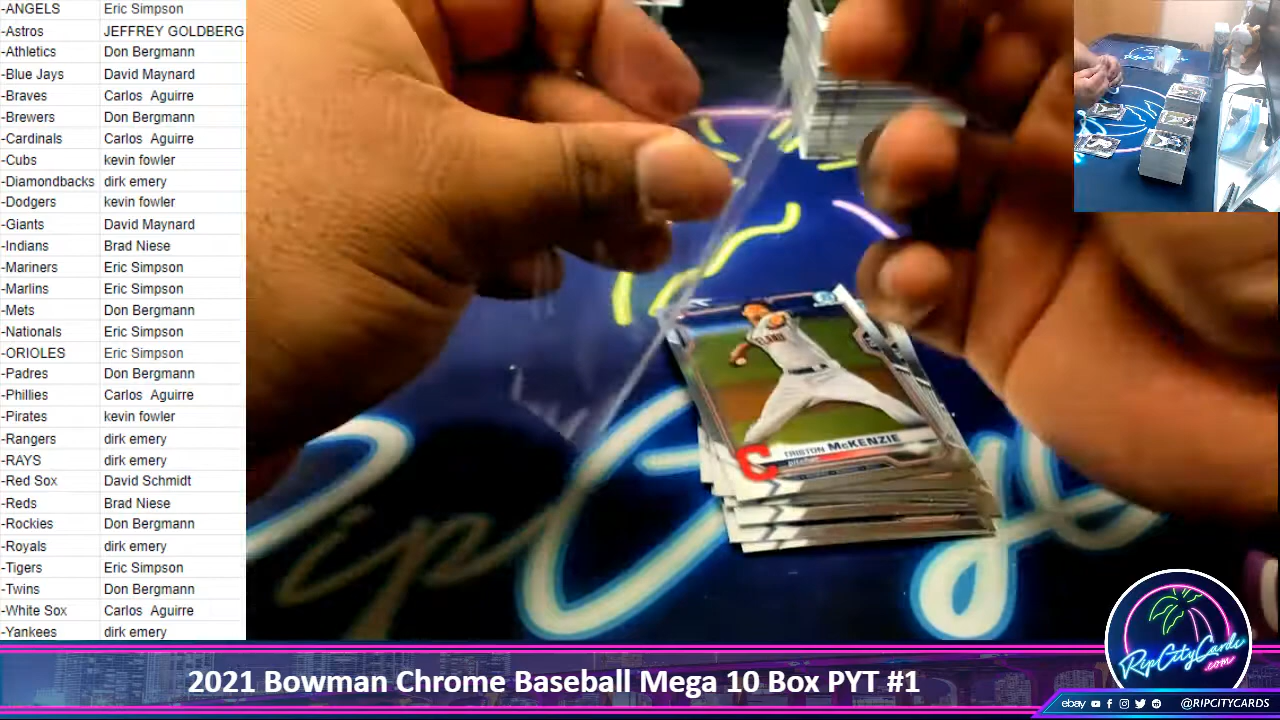 -ANGELS Eric Simpson
-Astros JEFFREY GOLDBERG
-Athletics Don Bergmann
-Blue Jays David Maynard
-Braves Carlos Aguirre
-Brewers Don Bergmann
-Cardinals Carlos Aguirre
-Cubs kevin fowler
-Diamondbacks dirk emery
-Dodgers kevin fowler
-Giants David Maynard
-Indians Brad Niese
-Mariners Eric Simpson
-Marlins Eric Simpson
-Mets Don Bergmann
-Nationals Eric Simpson
-ORIOLES Eric Simpson
-Padres Don Bergmann
-Phillies Carlos Aguirre
-Pirates kevin fowler
-Rangers dirk emery
-RAYS dirk emery
-Red Sox David Schmidt
-Reds Brad Niese
-Rockies Don Bergmann
-Royals dirk emery
-Tigers Eric Simpson
-Twins Don Bergmann
-White Sox Carlos Aguirre
-Yankees dirk emery
C TRISTON McKENZIE
pitcher
Rip City
RipCityCards
.com
2021 Bowman Chrome Baseball Mega 10 Box PYT #1
ebay @RIPCITYCARDS